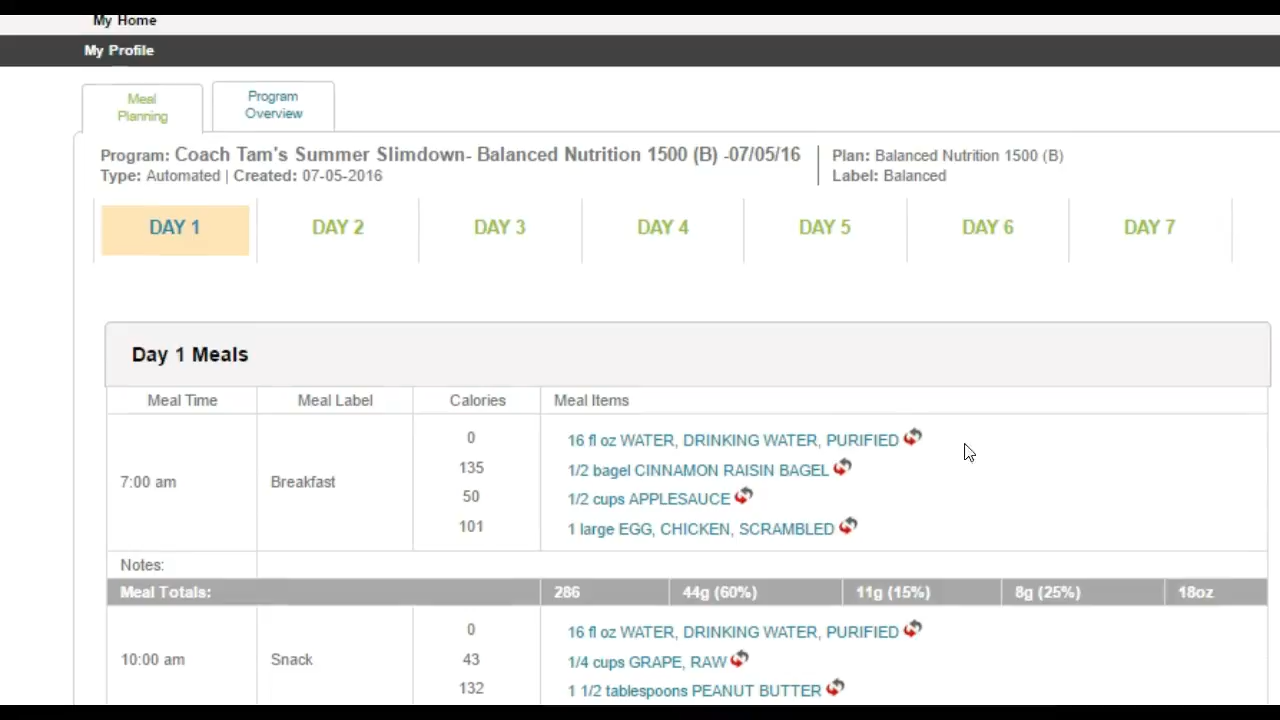 My Home
My Profile
Meal Planning
Program Overview
Program: Coach Tam's Summer Slimdown- Balanced Nutrition 1500 (B) -07/05/16
Type: Automated | Created: 07-05-2016
Plan: Balanced Nutrition 1500 (B)
Label: Balanced
DAY 1 DAY 2 DAY 3 DAY 4 DAY 5 DAY 6 DAY 7
Day 1 Meals
Meal Time Meal Label Calories Meal Items
7:00 am Breakfast
0 16 fl oz WATER, DRINKING WATER, PURIFIED
135 1/2 bagel CINNAMON RAISIN BAGEL
50 1/2 cups APPLESAUCE
101 1 large EGG, CHICKEN, SCRAMBLED
Notes:
Meal Totals: 286 44g (60%) 11g (15%) 8g (25%) 18oz
10:00 am Snack
0 16 fl oz WATER, DRINKING WATER, PURIFIED
43 1/4 cups GRAPE, RAW
132 1 1/2 tablespoons PEANUT BUTTER